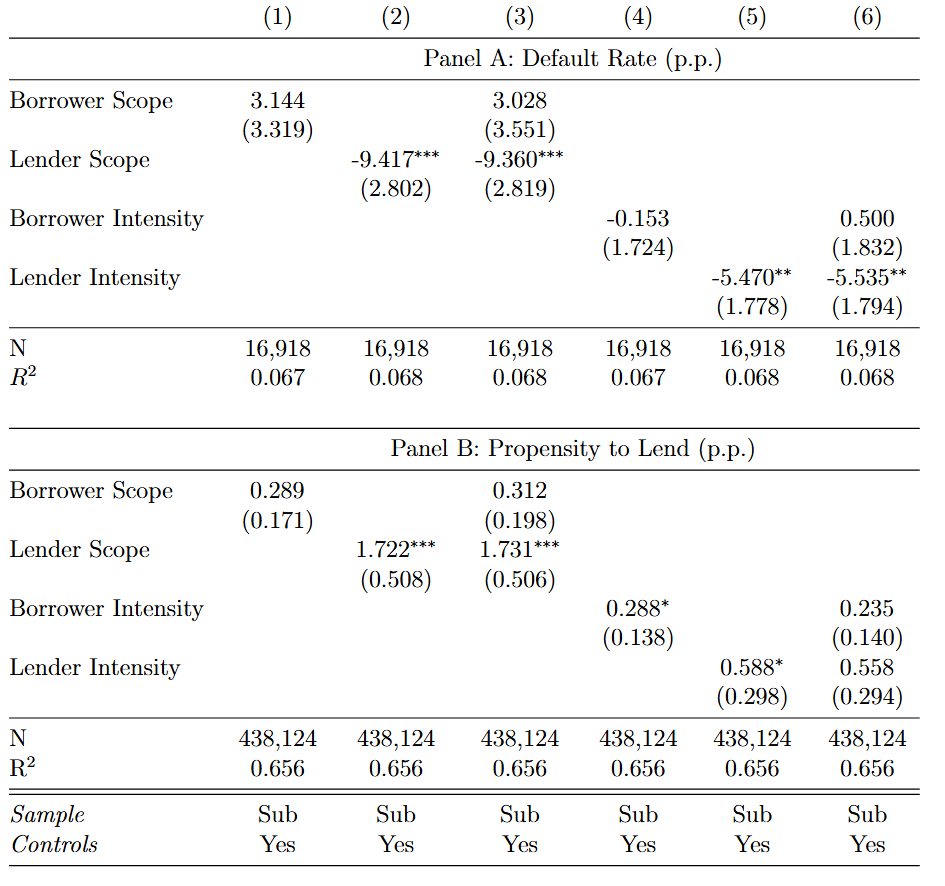 (1) (2) (3) (4) (5) (6)
Panel A: Default Rate (p.p.)
Borrower Scope 3.144 3.028
(3.319) (3.551)
Lender Scope -9.417*** -9.360***
(2.802) (2.819)
Borrower Intensity -0.153 0.500
(1.724) (1.832)
Lender Intensity -5.470** -5.535**
(1.778) (1.794)
N 16,918 16,918 16,918 16,918 16,918 16,918
R² 0.067 0.068 0.068 0.067 0.068 0.068
Panel B: Propensity to Lend (p.p.)
Borrower Scope 0.289 0.312
(0.171) (0.198)
Lender Scope 1.722*** 1.731***
(0.508) (0.506)
Borrower Intensity 0.288* 0.235
(0.138) (0.140)
Lender Intensity 0.588* 0.558
(0.298) (0.294)
N 438,124 438,124 438,124 438,124 438,124 438,124
R² 0.656 0.656 0.656 0.656 0.656 0.656
Sample Sub Sub Sub Sub Sub Sub
Controls Yes Yes Yes Yes Yes Yes